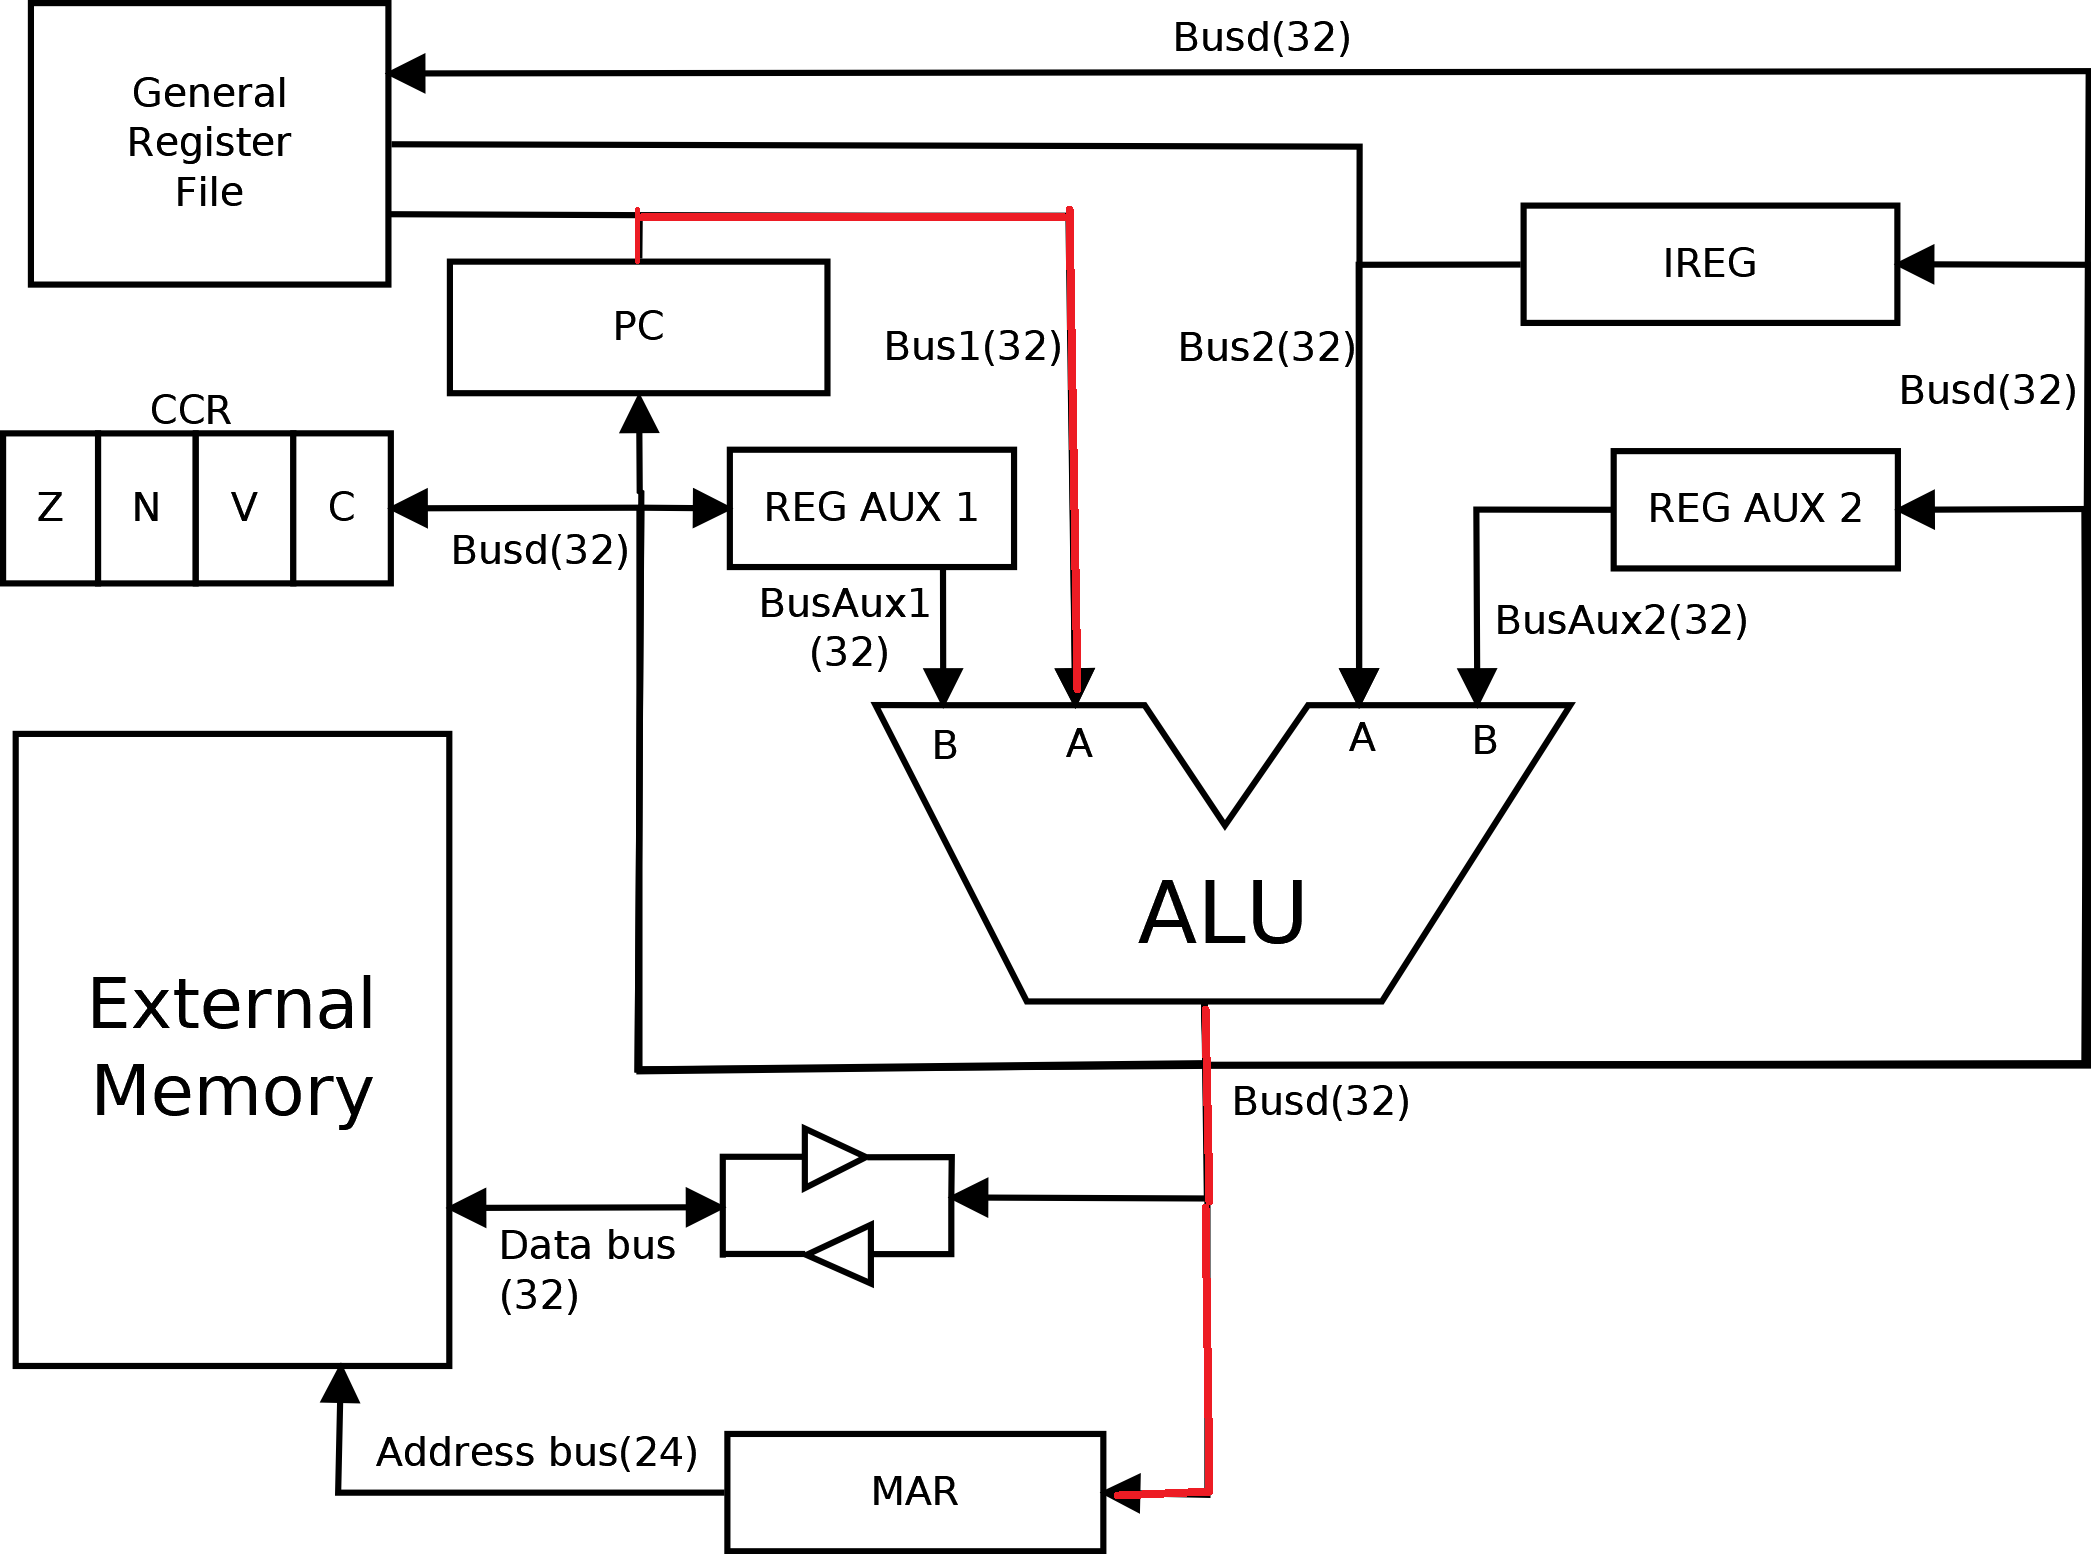 Busd(32)
General
Register
File
IREG
PC
Bus1(32)
Bus2(32)
Busd(32)
CCR
Z
N
V
C
REG AUX 1
REG AUX 2
Busd(32)
BusAux1
(32)
BusAux2(32)
B
A
A
B
ALU
External
Memory
Busd(32)
Data bus
(32)
Address bus(24)
MAR